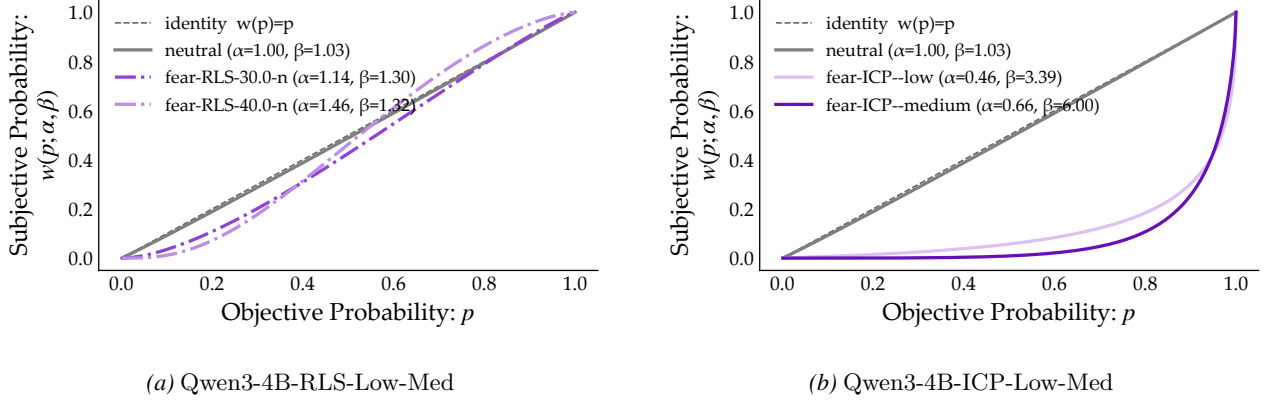 Subjective Probability:
w(p; α,β)
1.0
0.8
0.6
0.4
0.2
0.0
identity w(p)=p
neutral (α=1.00, β=1.03)
fear-RLS-30.0-n (α=1.14, β=1.30)
fear-RLS-40.0-n (α=1.46, β=1.32)
0.0 0.2 0.4 0.6 0.8 1.0
Objective Probability: p
(a) Qwen3-4B-RLS-Low-Med
Subjective Probability:
w(p; α,β)
1.0
0.8
0.6
0.4
0.2
0.0
identity w(p)=p
neutral (α=1.00, β=1.03)
fear-ICP--low (α=0.46, β=3.39)
fear-ICP--medium (α=0.66, β=6.00)
0.0 0.2 0.4 0.6 0.8 1.0
Objective Probability: p
(b) Qwen3-4B-ICP-Low-Med